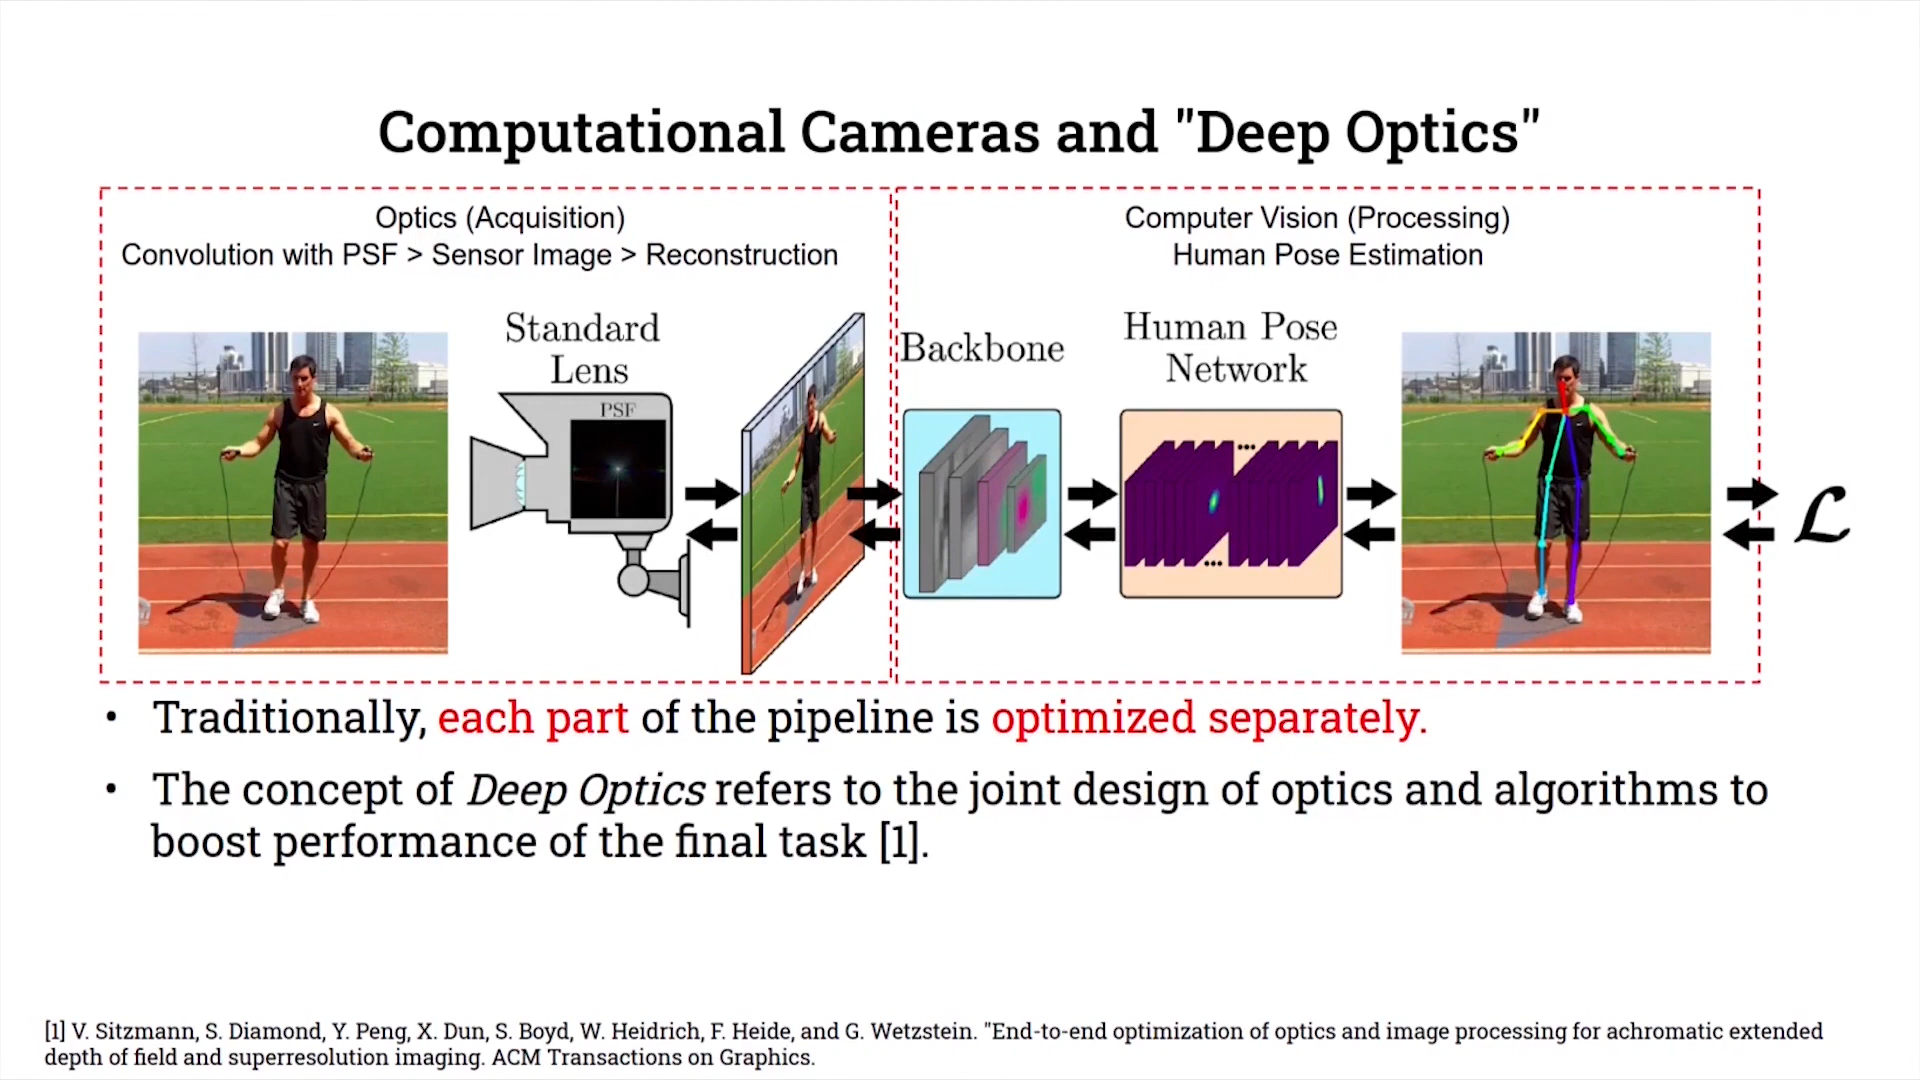 Computational Cameras and "Deep Optics"
Optics (Acquisition)
Convolution with PSF > Sensor Image > Reconstruction
Computer Vision (Processing)
Human Pose Estimation
Standard
Lens
PSF
Backbone
Human Pose
Network
...
...
ℒ
• Traditionally, each part of the pipeline is optimized separately.
• The concept of Deep Optics refers to the joint design of optics and algorithms to
boost performance of the final task [1].
[1] V. Sitzmann, S. Diamond, Y. Peng, X. Dun, S. Boyd, W. Heidrich, F. Heide, and G. Wetzstein. "End-to-end optimization of optics and image processing for achromatic extended
depth of field and superresolution imaging. ACM Transactions on Graphics.